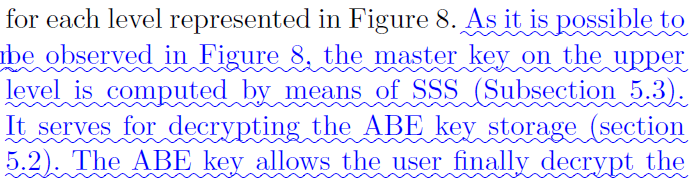 for each level represented in Figure 8. As it is possible to
be observed in Figure 8, the master key on the upper
level is computed by means of SSS (Subsection 5.3).
It serves for decrypting the ABE key storage (section
5.2). The ABE key allows the user finally decrypt the